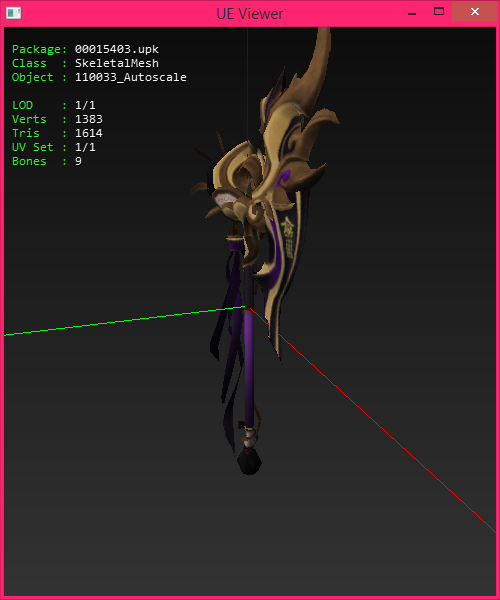 UE Viewer
Package: 00015403.upk
Class : SkeletalMesh
Object : 110033_Autoscale
LOD : 1/1
Verts : 1383
Tris : 1614
UV Set : 1/1
Bones : 9